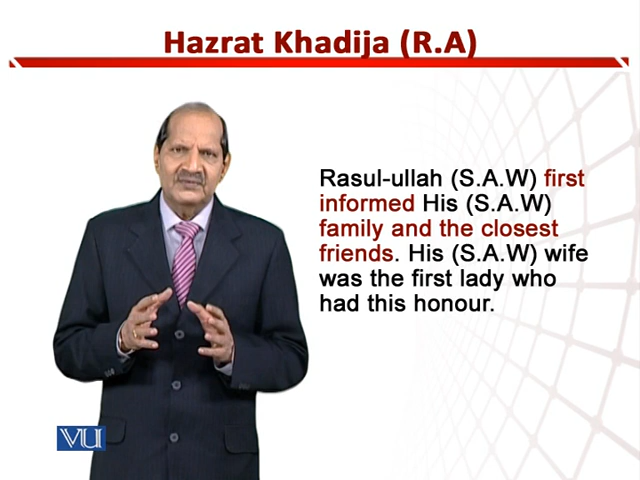 Hazrat Khadija (R.A)
Rasul-ullah (S.A.W) first
informed His (S.A.W)
family and the closest
friends. His (S.A.W) wife
was the first lady who
had this honour.
VU